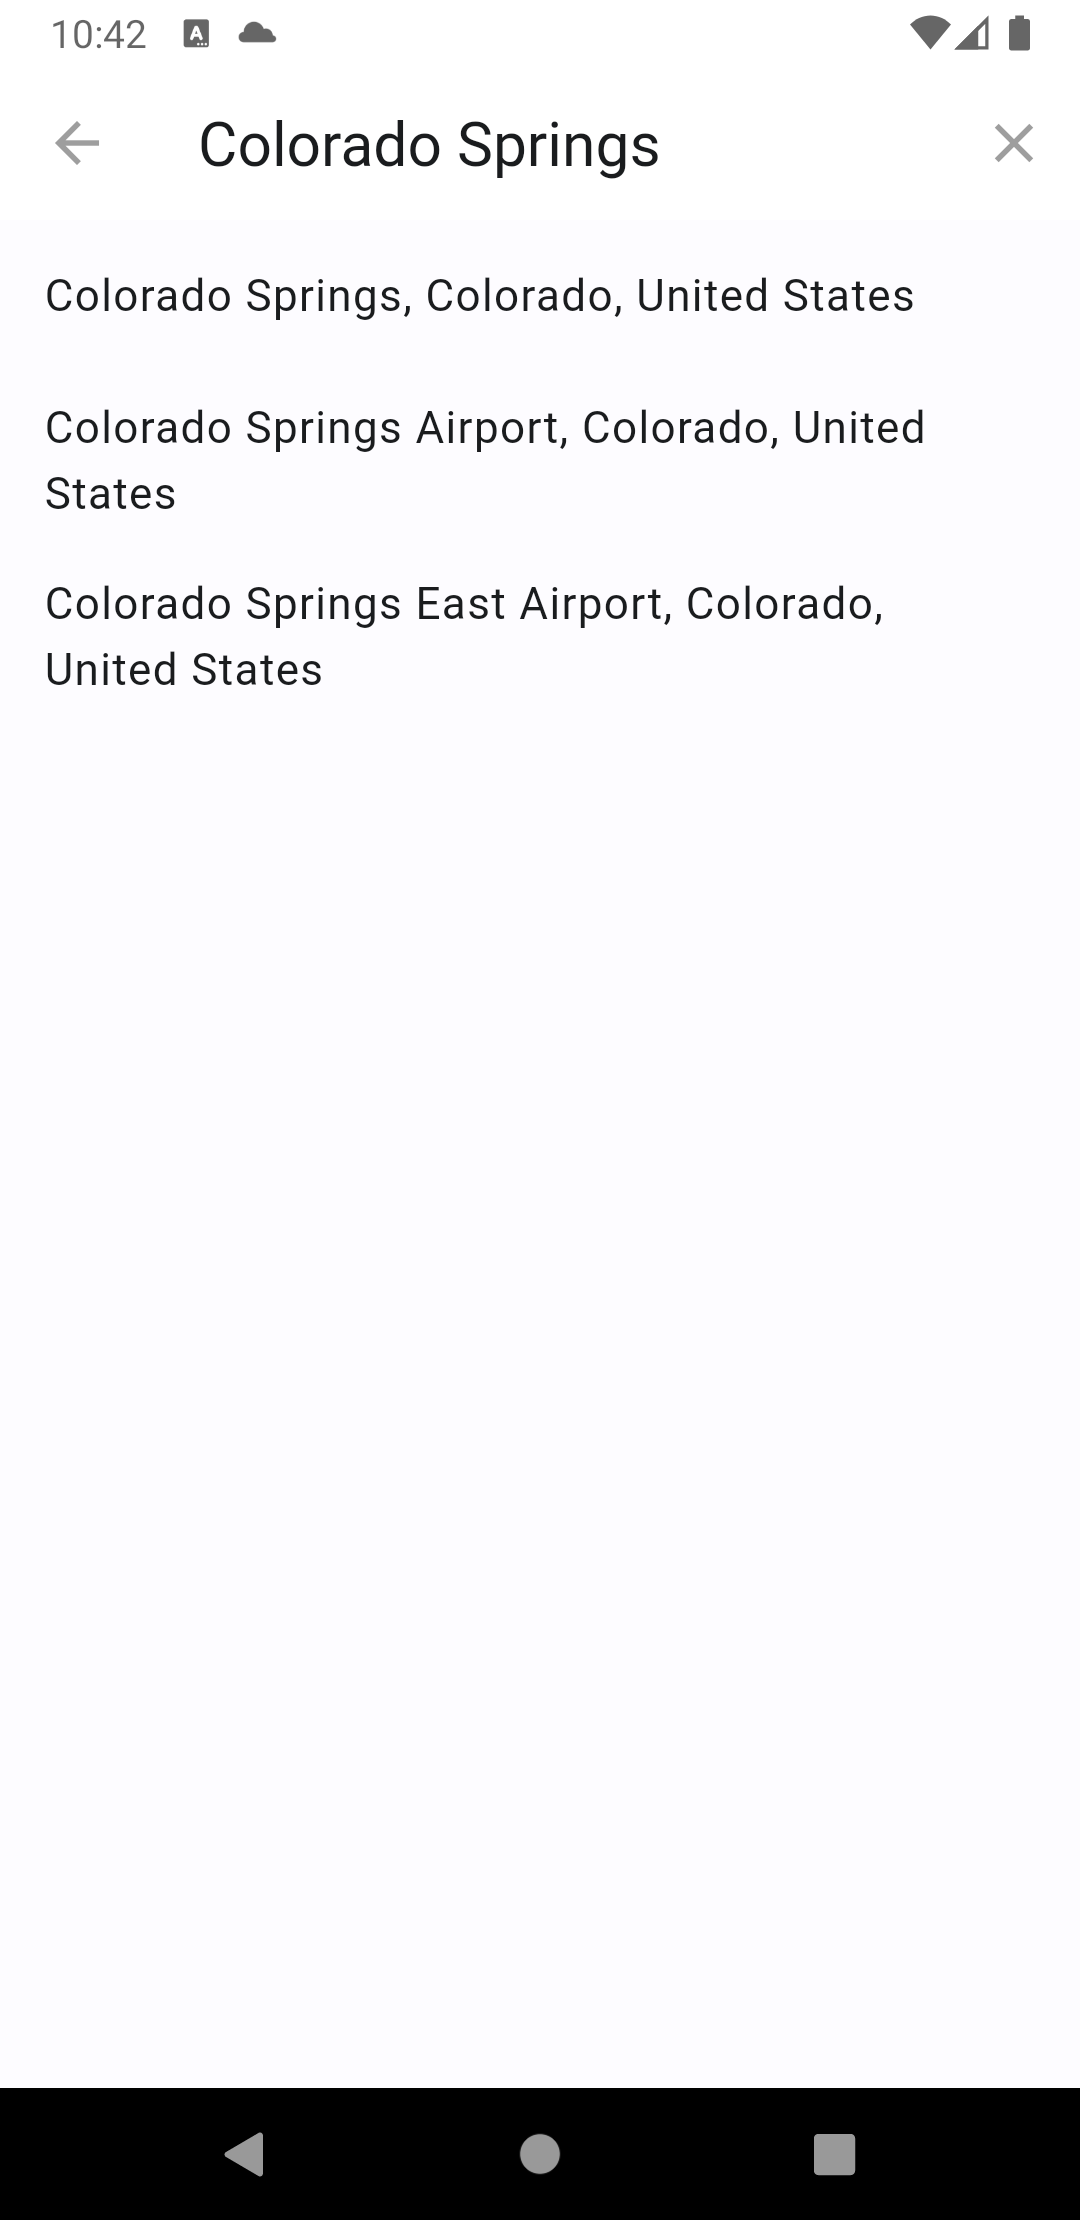 10:42
Colorado Springs
Colorado Springs, Colorado, United States
Colorado Springs Airport, Colorado, United
States
Colorado Springs East Airport, Colorado,
United States